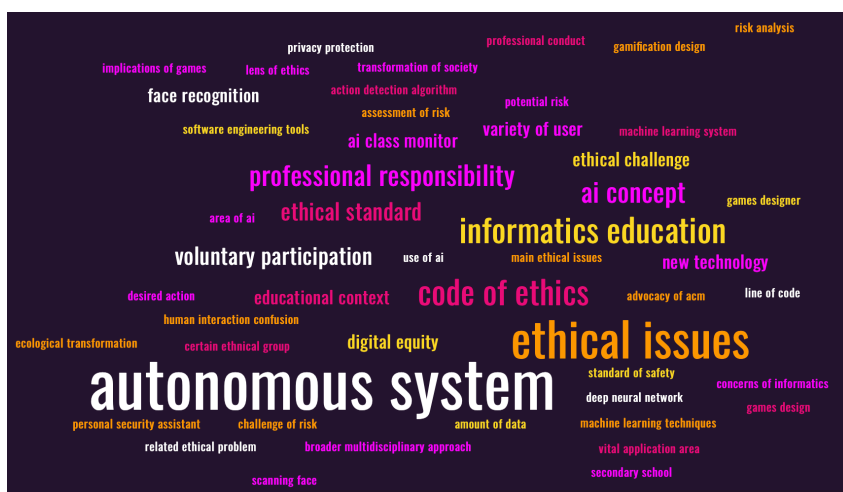 risk analysis
professional conduct
privacy protection
gamification design
implications of games
lens of ethics
transformation of society
action detection algorithm
face recognition
potential risk
assessment of risk
software engineering tools
variety of user
machine learning system
ai class monitor
ethical challenge
professional responsibility
ai concept
games designer
area of ai
ethical standard
informatics education
voluntary participation
use of ai
main ethical issues
new technology
desired action
educational context
code of ethics
advocacy of acm
line of code
human interaction confusion
ecological transformation
certain ethnical group
digital equity
ethical issues
standard of safety
autonomous system
concerns of informatics
deep neural network
games design
personal security assistant
challenge of risk
amount of data
machine learning techniques
related ethical problem
broader multidisciplinary approach
vital application area
scanning face
secondary school